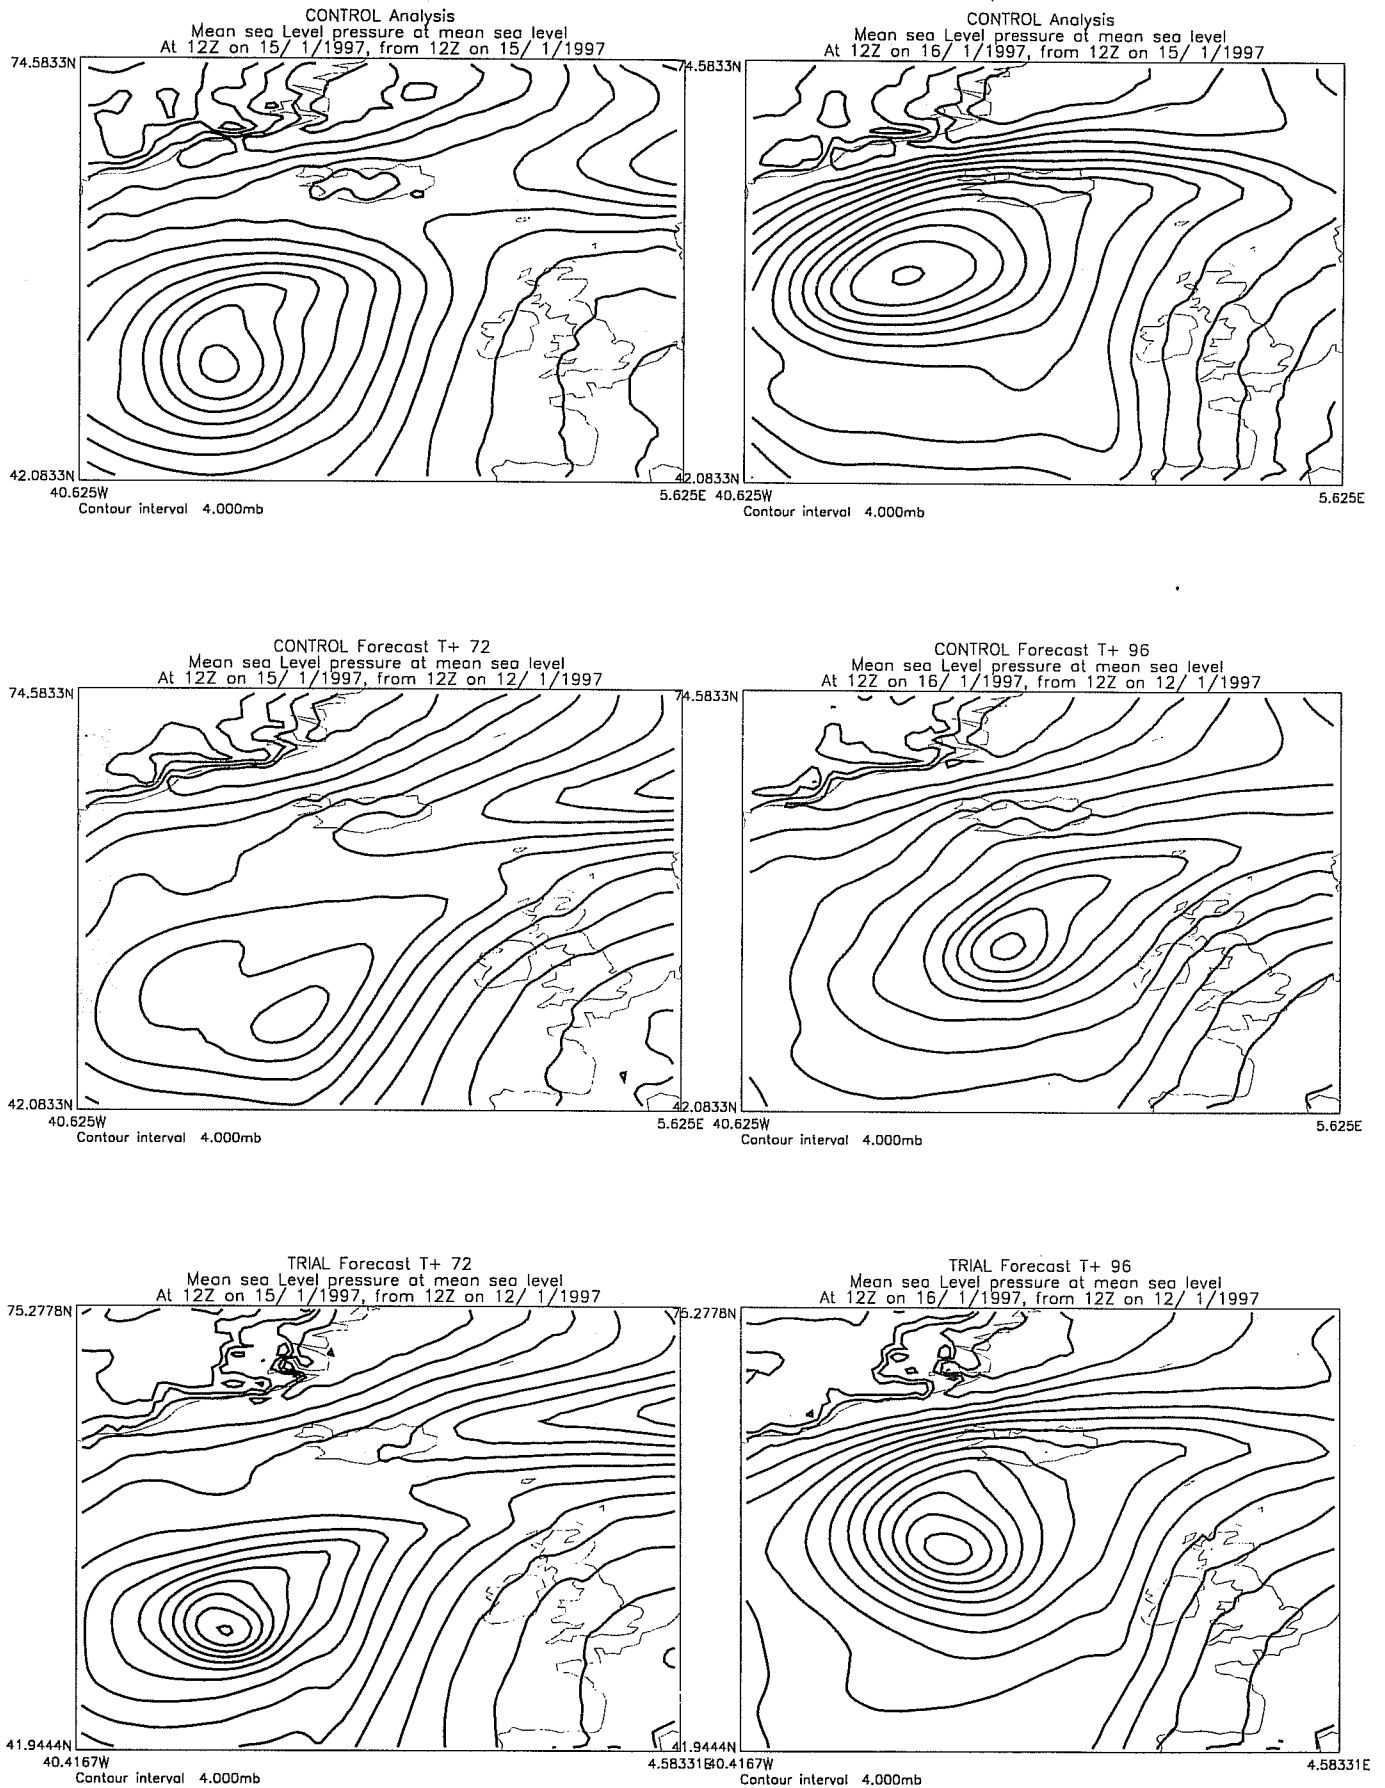 CONTROL Analysis
Mean sea Level pressure at mean sea level
At 12Z on 15/ 1/1997, from 12Z on 15/ 1/1997
74.5833N
42.0833N
40.625W
5.625E
Contour interval 4.000mb
CONTROL Analysis
Mean sea Level pressure at mean sea level
At 12Z on 16/ 1/1997, from 12Z on 15/ 1/1997
74.5833N
42.0833N
40.625W
5.625E
Contour interval 4.000mb
CONTROL Forecast T+ 72
Mean sea Level pressure at mean sea level
At 12Z on 15/ 1/1997, from 12Z on 12/ 1/1997
74.5833N
42.0833N
40.625W
5.625E
Contour interval 4.000mb
CONTROL Forecast T+ 96
Mean sea Level pressure at mean sea level
At 12Z on 16/ 1/1997, from 12Z on 12/ 1/1997
74.5833N
42.0833N
40.625W
5.625E
Contour interval 4.000mb
TRIAL Forecast T+ 72
Mean sea Level pressure at mean sea level
At 12Z on 15/ 1/1997, from 12Z on 12/ 1/1997
75.2778N
41.9444N
40.4167W
4.58331E
Contour interval 4.000mb
TRIAL Forecast T+ 96
Mean sea Level pressure at mean sea level
At 12Z on 16/ 1/1997, from 12Z on 12/ 1/1997
75.2778N
41.9444N
40.4167W
4.58331E
Contour interval 4.000mb